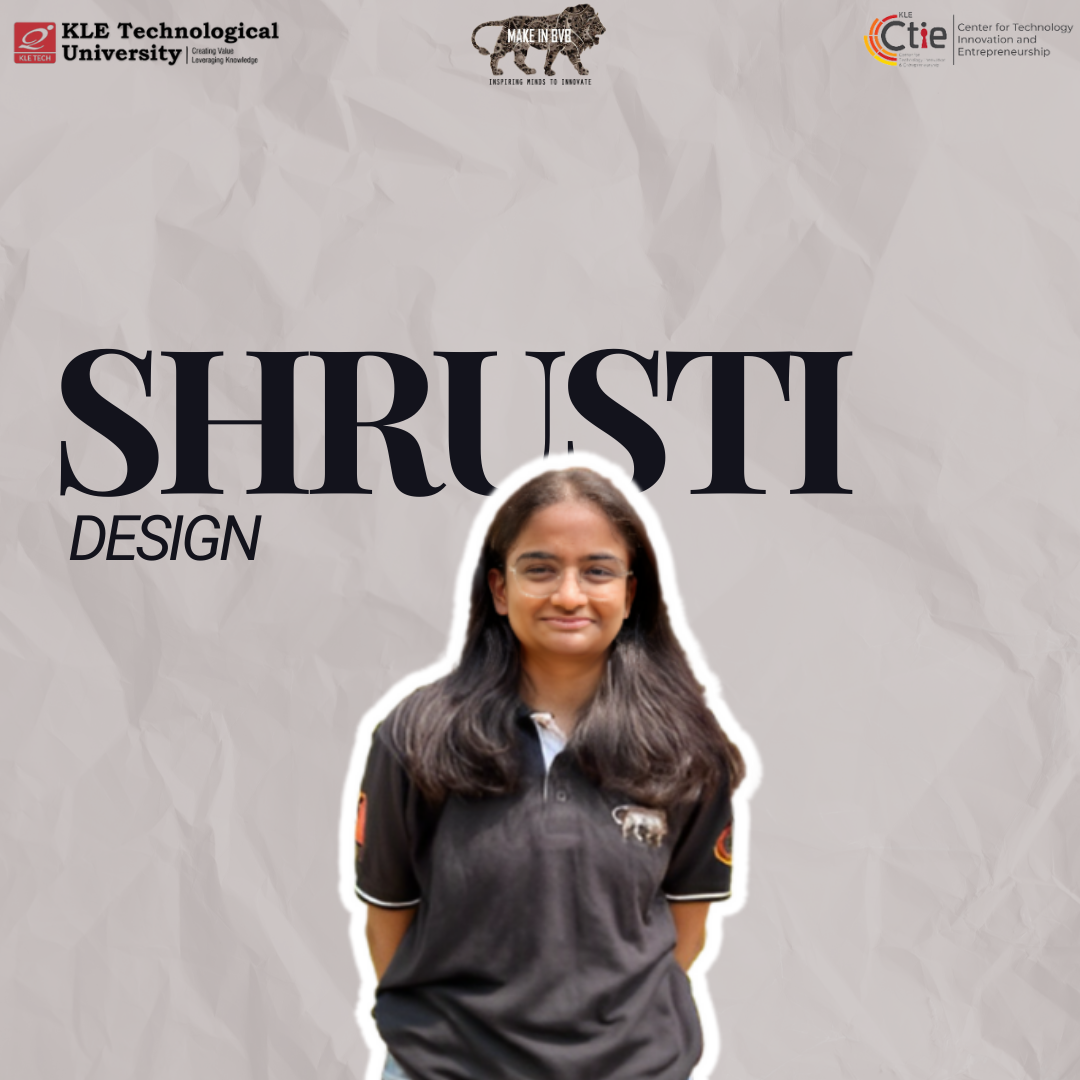 KLE Technological
University
Creating Value
Leveraging Knowledge
KLE TECH
MAKE IN BVB
INSPIRING MINDS TO INNOVATE
KLE
Ctie
Center for Technology
Innovation and
Entrepreneurship
SHRUSTI
DESIGN